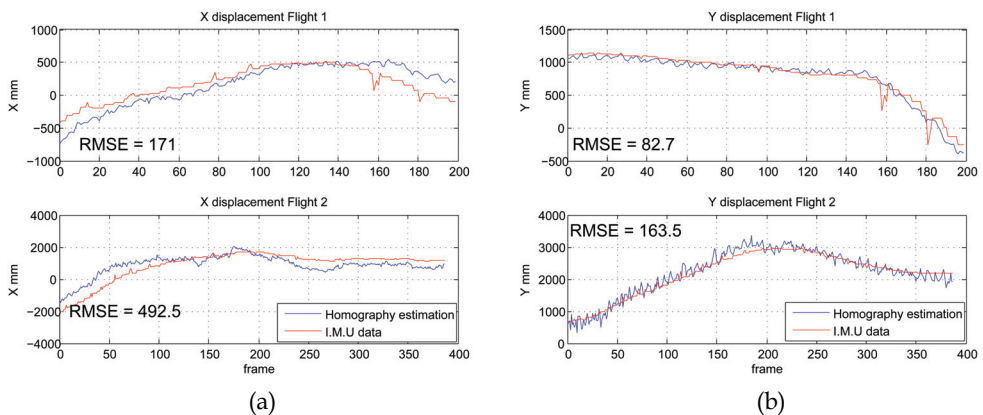 X displacement Flight 1
1000
500
0
−500
−1000
X mm
RMSE = 171
0 20 40 60 80 100 120 140 160 180 200
Y displacement Flight 1
1500
1000
500
0
−500
Y mm
RMSE = 82.7
0 20 40 60 80 100 120 140 160 180 200
X displacement Flight 2
4000
2000
0
−2000
−4000
X mm
RMSE = 492.5
Homography estimation
I.M.U data
0 50 100 150 200 250 300 350 400
frame
Y displacement Flight 2
4000
3000
2000
1000
0
Y mm
RMSE = 163.5
Homography estimation
I.M.U data
0 50 100 150 200 250 300 350 400
frame
(a)
(b)